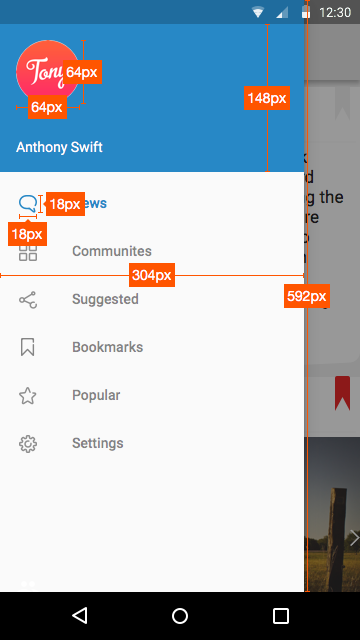 12:30
Tony
64px
64px
148px
Anthony Swift
ews
18px
18px
Communites
304px
592px
Suggested
Bookmarks
Popular
Settings
k
d
g the
re